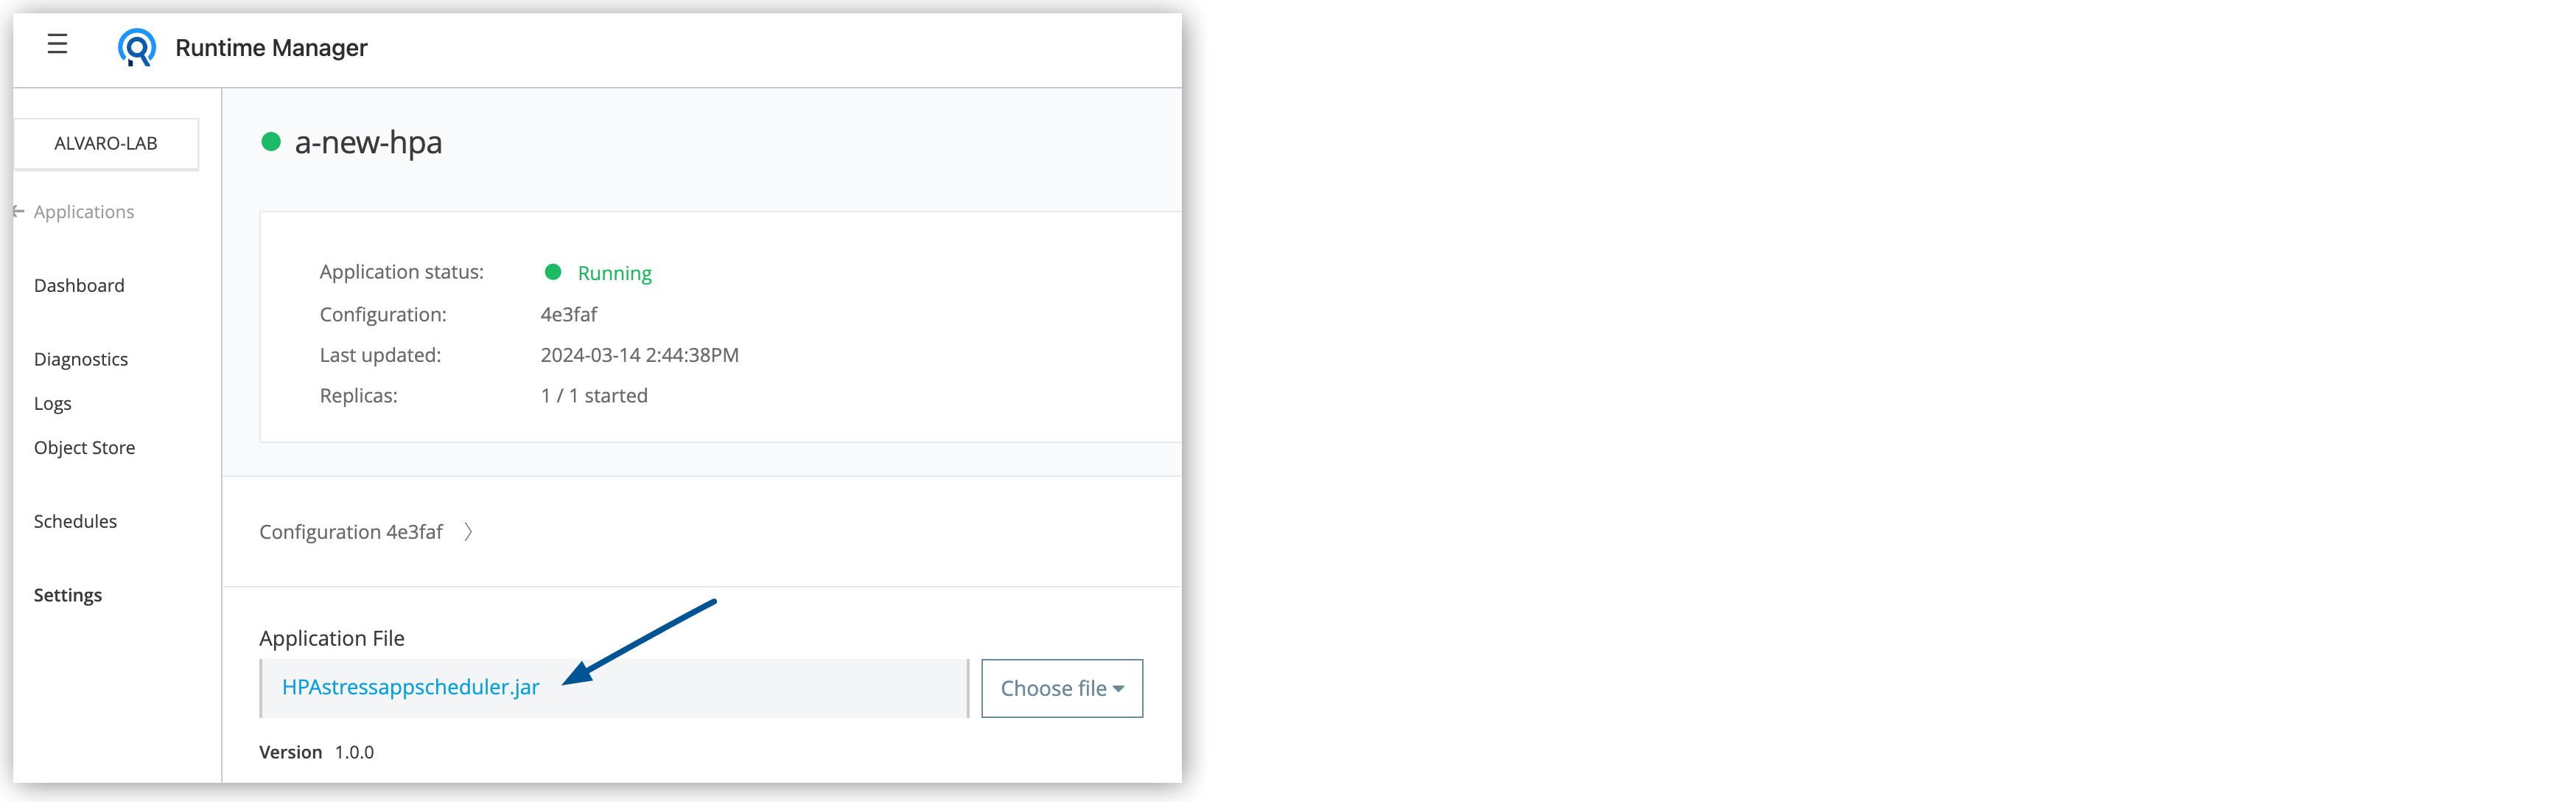 Runtime Manager
ALVARO-LAB
Applications
Dashboard
Diagnostics
Logs
Object Store
Schedules
Settings
a-new-hpa
Application status: Running
Configuration: 4e3faf
Last updated: 2024-03-14 2:44:38PM
Replicas: 1 / 1 started
Configuration 4e3faf
Application File
HPAstressappscheduler.jar Choose file
Version 1.0.0